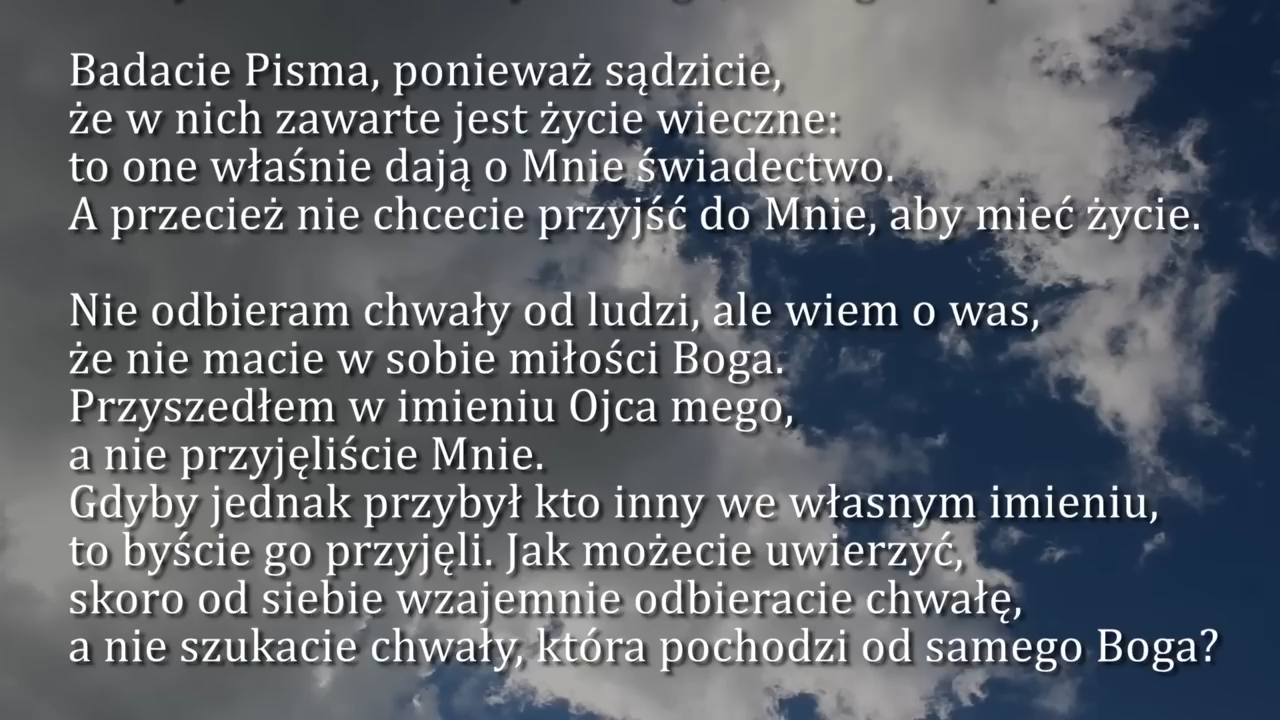 Badacie Pisma, ponieważ sądzicie,
że w nich zawarte jest życie wieczne:
to one właśnie dają o Mnie świadectwo.
A przecież nie chcecie przyjść do Mnie, aby mieć życie.
Nie odbieram chwały od ludzi, ale wiem o was,
że nie macie w sobie miłości Boga.
Przyszedłem w imieniu Ojca mego,
a nie przyjęliście Mnie.
Gdyby jednak przybył kto inny we własnym imieniu,
to byście go przyjęli. Jak możecie uwierzyć,
skoro od siebie wzajemnie odbieracie chwałę,
a nie szukacie chwały, która pochodzi od samego Boga?